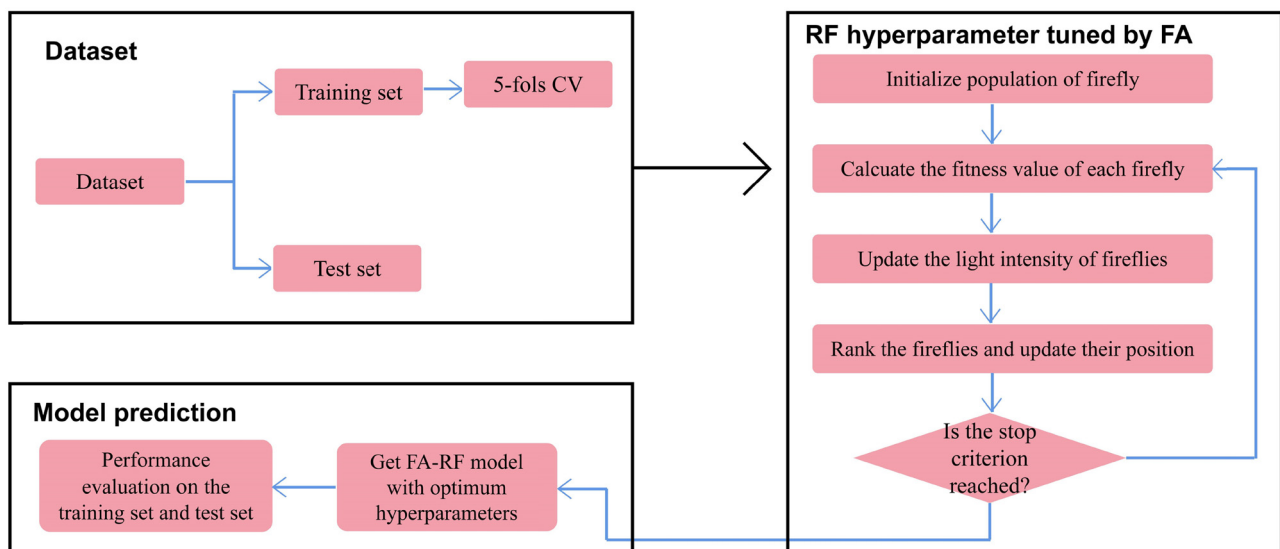 Dataset
Training set
5-fols CV
Dataset
Test set
RF hyperparameter tuned by FA
Initialize population of firefly
Calcuate the fitness value of each firefly
Update the light intensity of fireflies
Rank the fireflies and update their position
Is the stop
criterion
reached?
Model prediction
Performance
evaluation on the
training set and test set
Get FA-RF model
with optimum
hyperparameters